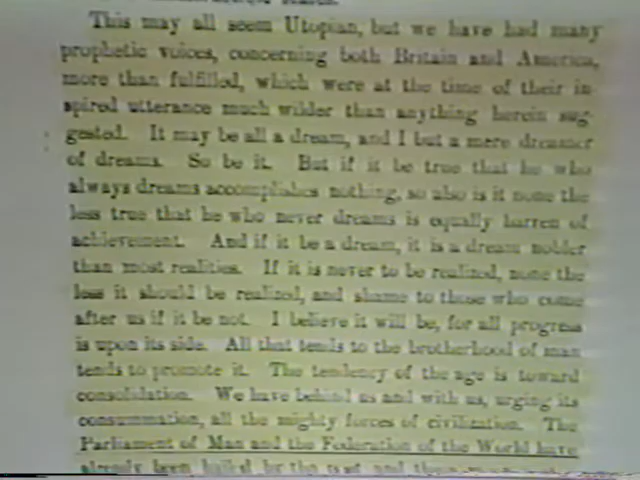 This may all seem Utopian, but we have had many
prophetic voices, concerning both Britain and America,
more than fulfilled, which were at the time of their in-
spired utterance much wilder than anything herein sug-
gested. It may be all a dream, and I but a mere dreamer
of dreams. So be it. But if it be true that he who
always dreams accomplishes nothing, so also is it none the
less true that he who never dreams is equally barren of
achievement. And if it be a dream, it is a dream nobler
than most realities. If it is never to be realized, none the
less it should be realized, and shame to those who come
after us if it be not. I believe it will be, for all progress
is upon its side. All that tends to the brotherhood of man
tends to promote it. The tendency of the age is toward
consolidation. We have behind us and with us, urging its
consummation, all the mighty forces of civilization. The
Parliament of Man and the Federation of the World have
already been hailed by the poet, and